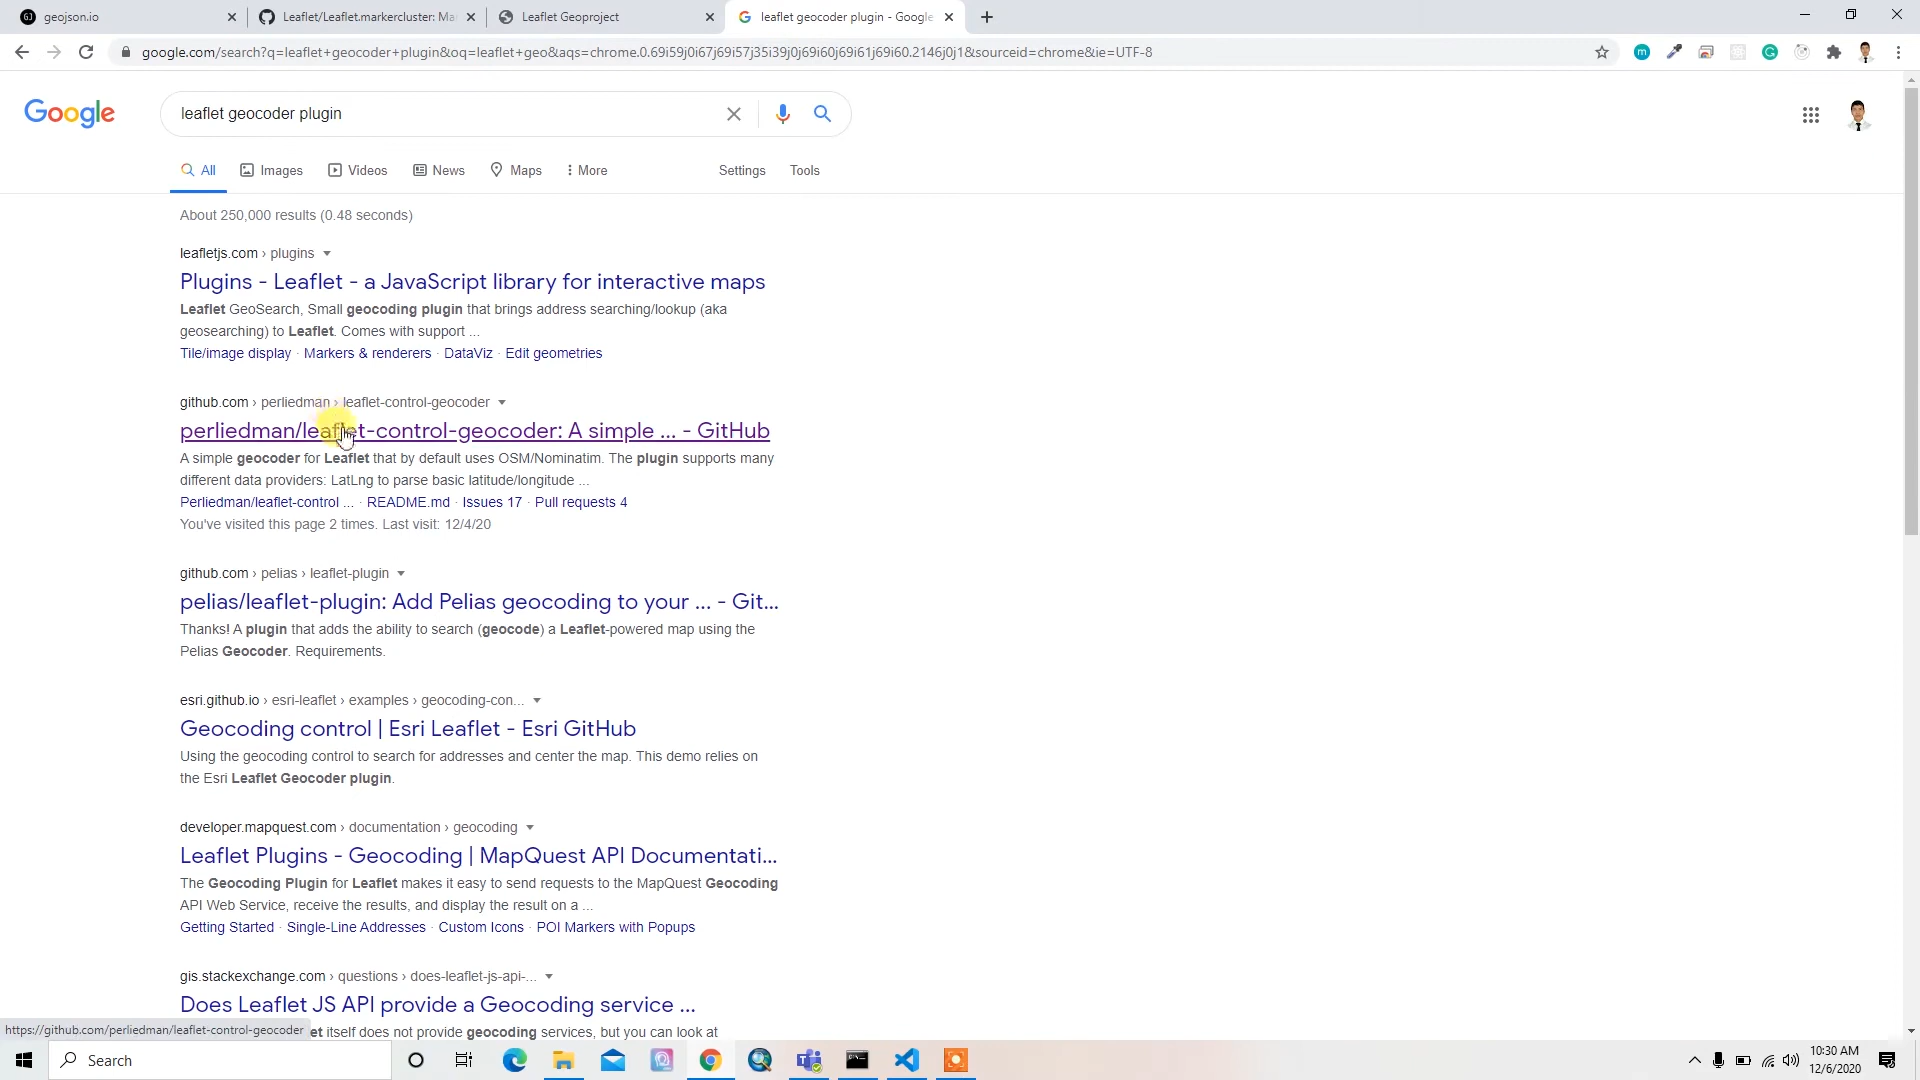 geojson.io
Leaflet/Leaflet.markercluster: Ma
Leaflet Geoproject
leaflet geocoder plugin - Google
google.com/search?q=leaflet+geocoder+plugin&oq=leaflet+geo&aqs=chrome.0.69i59j0i67j69i57j35i39j0j69i60j69i61j69i60.2146j0j1&sourceid=chrome&ie=UTF-8
Google
leaflet geocoder plugin
All
Images
Videos
News
Maps
More
Settings
Tools
About 250,000 results (0.48 seconds)
leafletjs.com › plugins
Plugins - Leaflet - a JavaScript library for interactive maps
Leaflet GeoSearch, Small geocoding plugin that brings address searching/lookup (aka
geosearching) to Leaflet. Comes with support ...
Tile/image display · Markers & renderers · DataViz · Edit geometries
github.com › perliedman › leaflet-control-geocoder
perliedman/leaflet-control-geocoder: A simple ... - GitHub
A simple geocoder for Leaflet that by default uses OSM/Nominatim. The plugin supports many
different data providers: LatLng to parse basic latitude/longitude ...
Perliedman/leaflet-control ... · README.md · Issues 17 · Pull requests 4
You've visited this page 2 times. Last visit: 12/4/20
github.com › pelias › leaflet-plugin
pelias/leaflet-plugin: Add Pelias geocoding to your ... - Git...
Thanks! A plugin that adds the ability to search (geocode) a Leaflet-powered map using the
Pelias Geocoder. Requirements.
esri.github.io › esri-leaflet › examples › geocoding-con...
Geocoding control | Esri Leaflet - Esri GitHub
Using the geocoding control to search for addresses and center the map. This demo relies on
the Esri Leaflet Geocoder plugin.
developer.mapquest.com › documentation › geocoding
Leaflet Plugins - Geocoding | MapQuest API Documentati...
The Geocoding Plugin for Leaflet makes it easy to send requests to the MapQuest Geocoding
API Web Service, receive the results, and display the result on a ...
Getting Started · Single-Line Addresses · Custom Icons · POI Markers with Popups
gis.stackexchange.com › questions › does-leaflet-js-api-...
Does Leaflet JS API provide a Geocoding service ...
et itself does not provide geocoding services, but you can look at
https://github.com/perliedman/leaflet-control-geocoder
Search
10:30 AM
12/6/2020